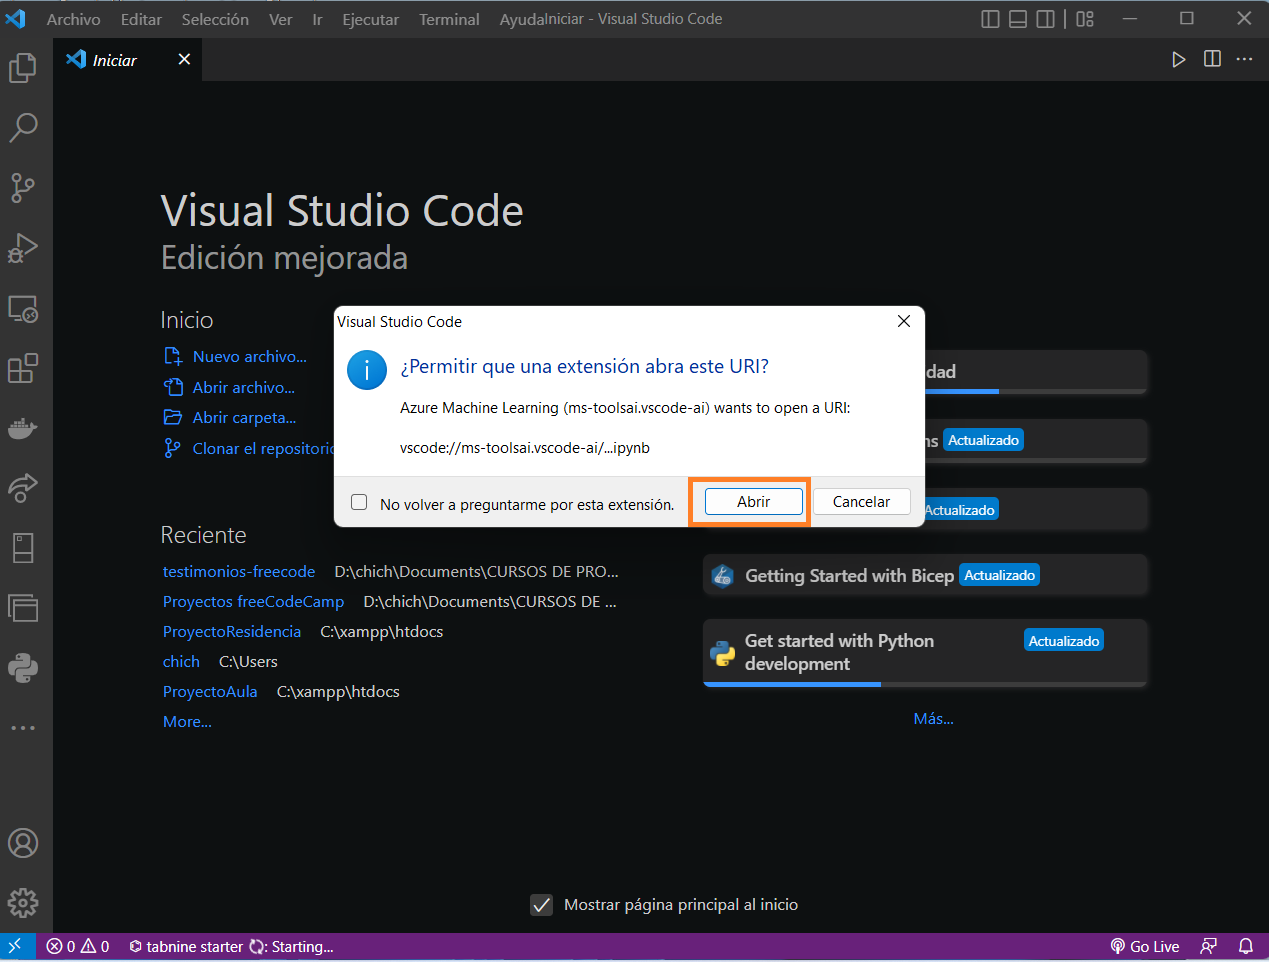 Archivo Editar Selección Ver Ir Ejecutar Terminal Ayuda Iniciar - Visual Studio Code
Iniciar
Visual Studio Code
Edición mejorada
Inicio
Nuevo archivo...
Abrir archivo...
Abrir carpeta...
Clonar el repositorio
Visual Studio Code
¿Permitir que una extensión abra este URI?
Azure Machine Learning (ms-toolsai.vscode-ai) wants to open a URI:
vscode://ms-toolsai.vscode-ai/...ipynb
No volver a preguntarme por esta extensión.
Abrir
Cancelar
dad
ns Actualizado
Actualizado
Getting Started with Bicep Actualizado
Get started with Python
development
Actualizado
Más...
Reciente
testimonios-freecode D:\chich\Documents\CURSOS DE PRO...
Proyectos freeCodeCamp D:\chich\Documents\CURSOS DE ...
ProyectoResidencia C:\xampp\htdocs
chich C:\Users
ProyectoAula C:\xampp\htdocs
More...
Mostrar página principal al inicio
0 0 tabnine starter : Starting...
Go Live